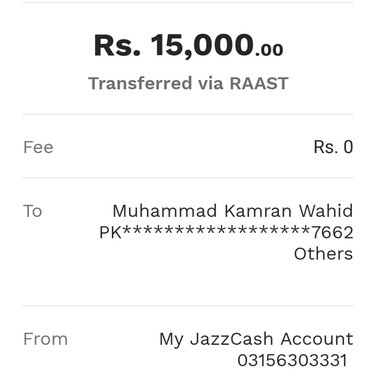 Rs. 15,000.00
Transferred via RAAST
Fee Rs. 0
To Muhammad Kamran Wahid
PK******************7662
Others
From My JazzCash Account
03156303331